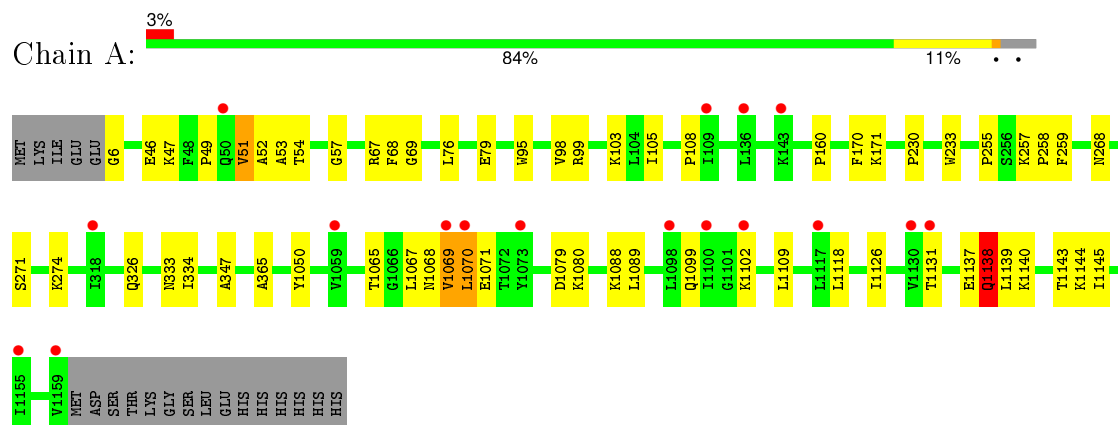 3%
Chain A:
84%
11%
MET LYS ILE GLU GLU G6 E46 K47 F48 P49 Q50 V51 A52 A53 T54 G57 R67 F68 G69 L76 E79 W95 V98 R99 K103 L104 I105 P108 I109 L136 K143 P160 F170 K171 P230 W233 P255 S256 K257 P258 F259 N268
S271 K274 I318 Q326 N333 I334 A347 A365 Y1050 V1059 T1065 G1066 L1067 N1068 V1069 L1070 E1071 T1072 Y1073 D1079 K1080 K1088 L1089 L1098 Q1099 I1100 G1101 K1102 L1109 L1117 L1118 I1126 V1130 T1131 E1137 Q1138 L1139 K1140 T1143 K1144 I1145
I1155 V1159 MET ASP SER THR LYS GLY SER LEU GLU HIS HIS HIS HIS HIS HIS